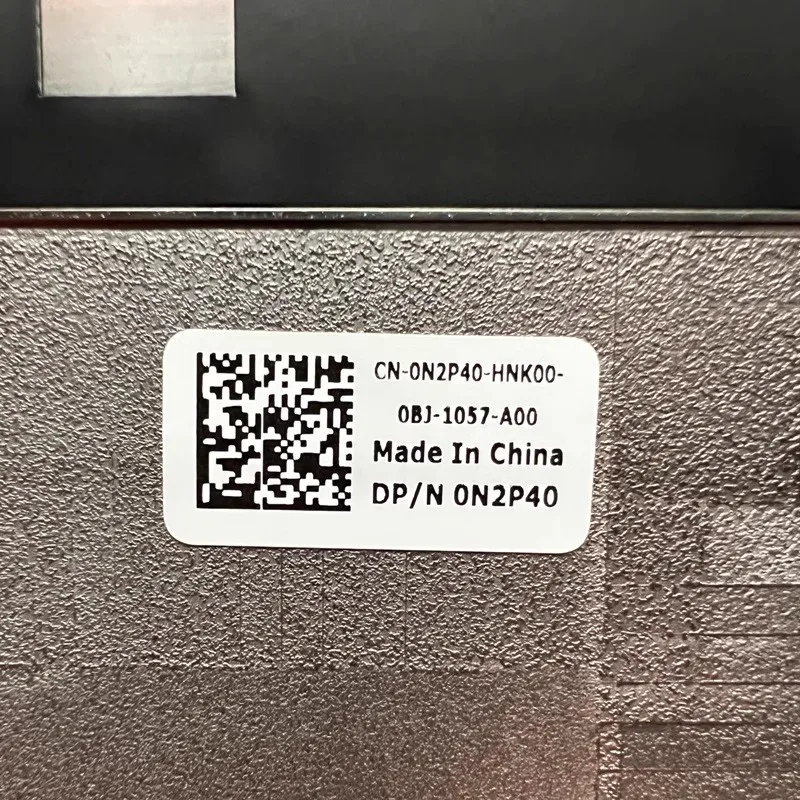 CN-0N2P40-HNK00-
0BJ-1057-A00
Made In China
DP/N 0N2P40